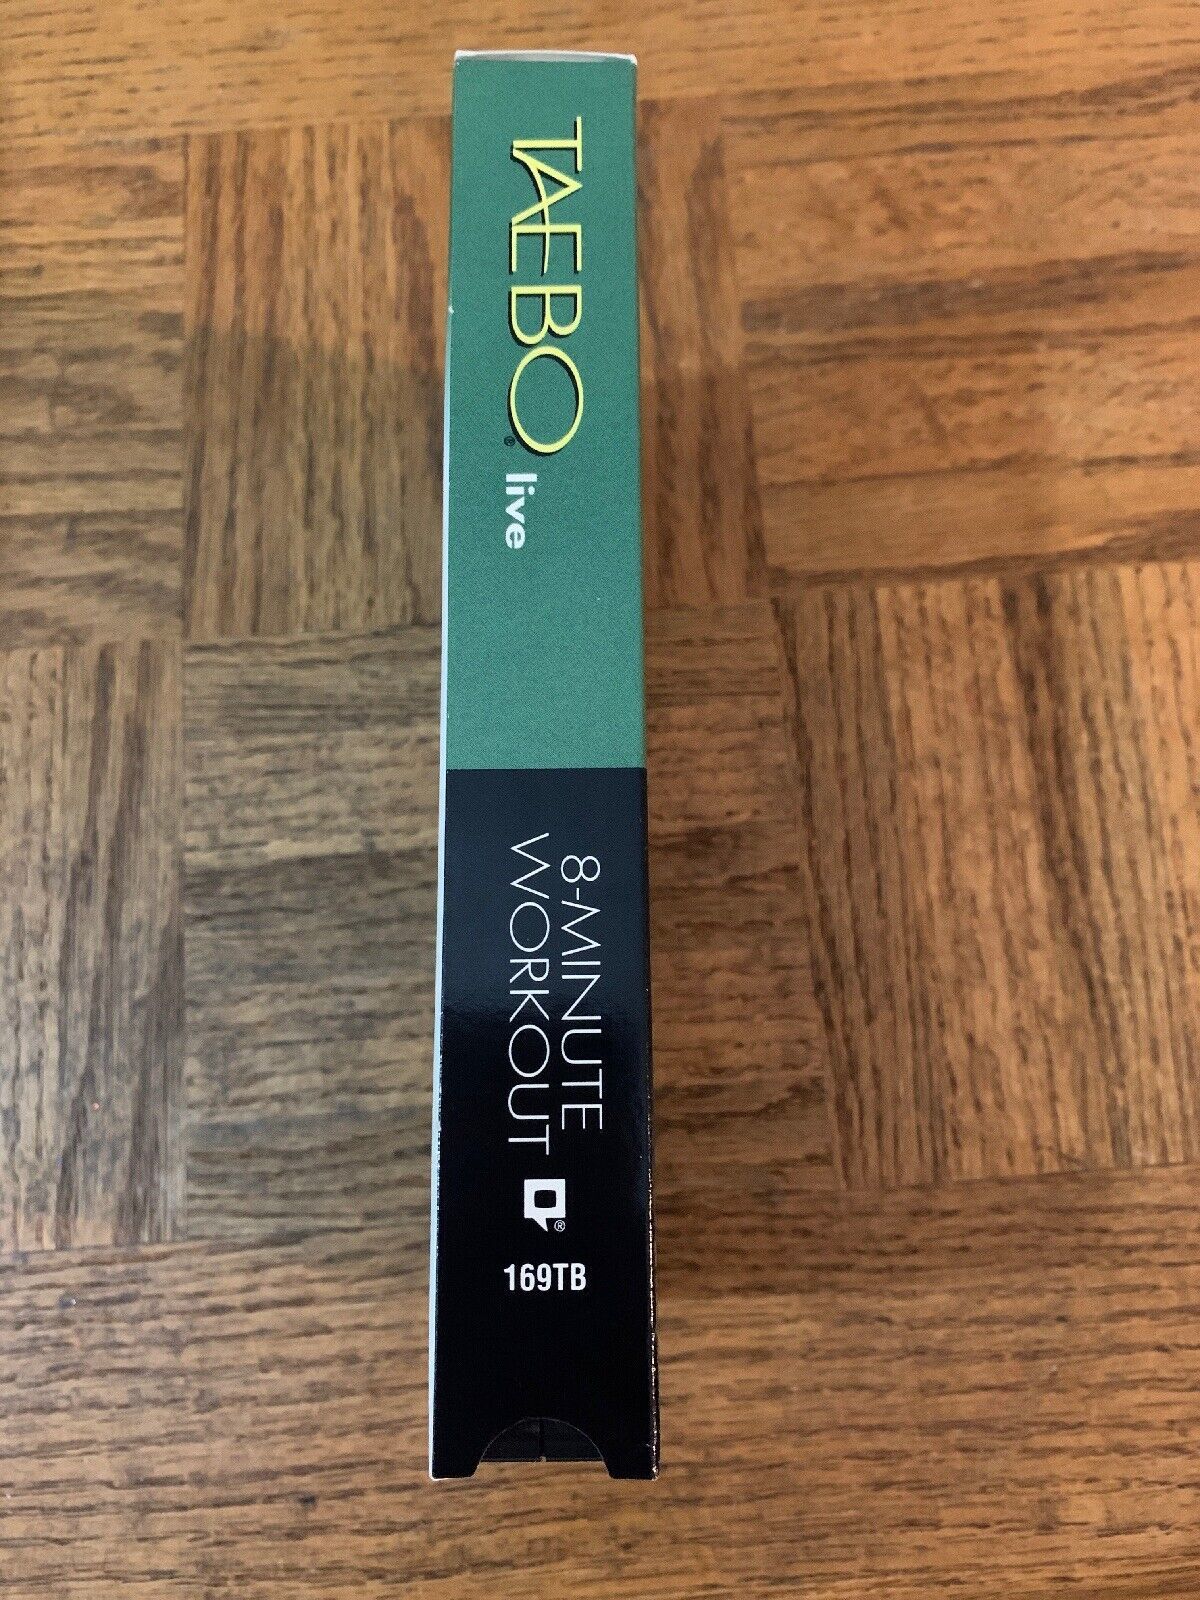 TAEBO® live
8-MINUTE
WORKOUT
®
169TB